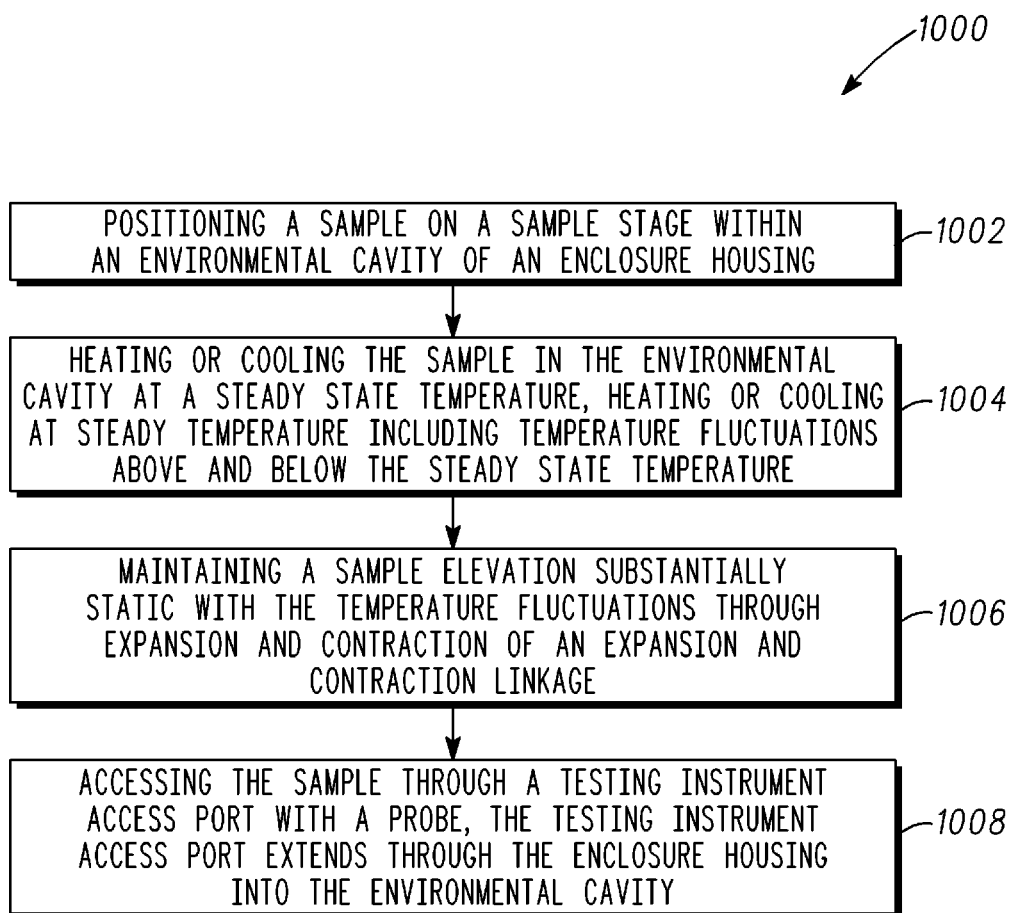 1000
POSITIONING A SAMPLE ON A SAMPLE STAGE WITHIN
AN ENVIRONMENTAL CAVITY OF AN ENCLOSURE HOUSING
1002
HEATING OR COOLING THE SAMPLE IN THE ENVIRONMENTAL
CAVITY AT A STEADY STATE TEMPERATURE, HEATING OR COOLING
AT STEADY TEMPERATURE INCLUDING TEMPERATURE FLUCTUATIONS
ABOVE AND BELOW THE STEADY STATE TEMPERATURE
1004
MAINTAINING A SAMPLE ELEVATION SUBSTANTIALLY
STATIC WITH THE TEMPERATURE FLUCTUATIONS THROUGH
EXPANSION AND CONTRACTION OF AN EXPANSION AND
CONTRACTION LINKAGE
1006
ACCESSING THE SAMPLE THROUGH A TESTING INSTRUMENT
ACCESS PORT WITH A PROBE, THE TESTING INSTRUMENT
ACCESS PORT EXTENDS THROUGH THE ENCLOSURE HOUSING
INTO THE ENVIRONMENTAL CAVITY
1008